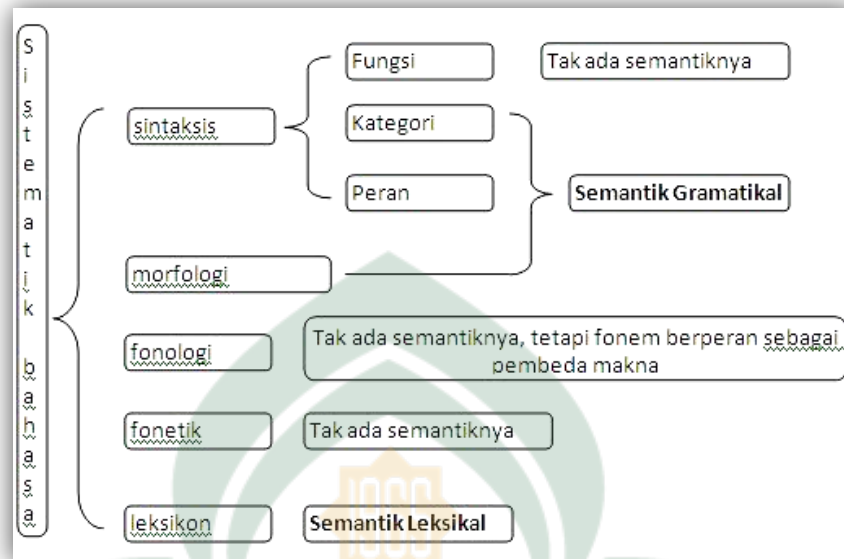 Sistematik bahasa
sintaksis
Fungsi
Tak ada semantiknya
Kategori
Peran
Semantik Gramatikal
morfologi
fonologi
Tak ada semantiknya, tetapi fonem berperan sebagai
pembeda makna
fonetik
Tak ada semantiknya
leksikon
Semantik Leksikal